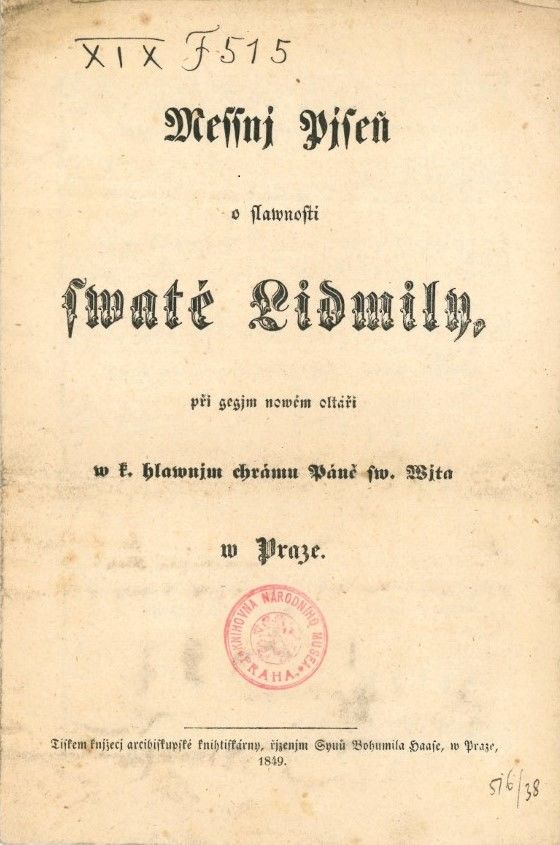 XIX F 515
Messnj Pjseň
o slawnosti
swaté Lidmily,
při gegjm nowém oltáři
w k. hlawnjm chrámu Páně sw. Wjta
w Praze.
KNIHOVNA NÁRODNÍHO MUSEA
PRAHA
Tiskem knjžecj arcibiskupské knihtiskárny, řjzenjm Synů Bohumila Haase, w Praze,
1849.
516/38